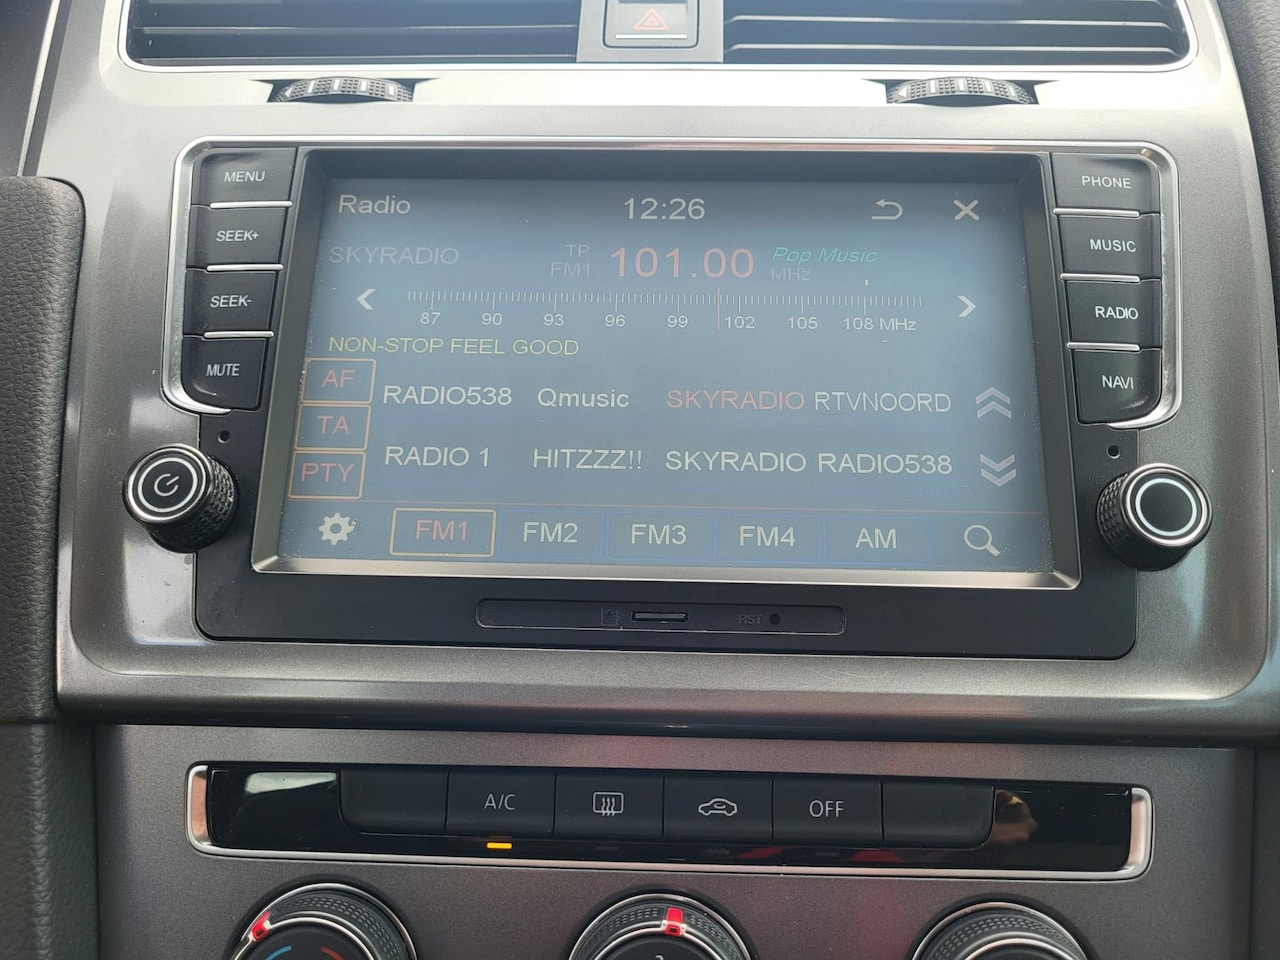 MENU
SEEK+
SEEK-
MUTE
Radio 12:26
SKYRADIO TP FM1 101.00 MHz Pop Music
87 90 93 96 99 102 105 108 MHz
NON-STOP FEEL GOOD
AF
TA
PTY
RADIO538 Qmusic SKYRADIO RTVNOORD
RADIO 1 HITZZZ!! SKYRADIO RADIO538
FM1 FM2 FM3 FM4 AM
PHONE
MUSIC
RADIO
NAVI
RST
A/C OFF